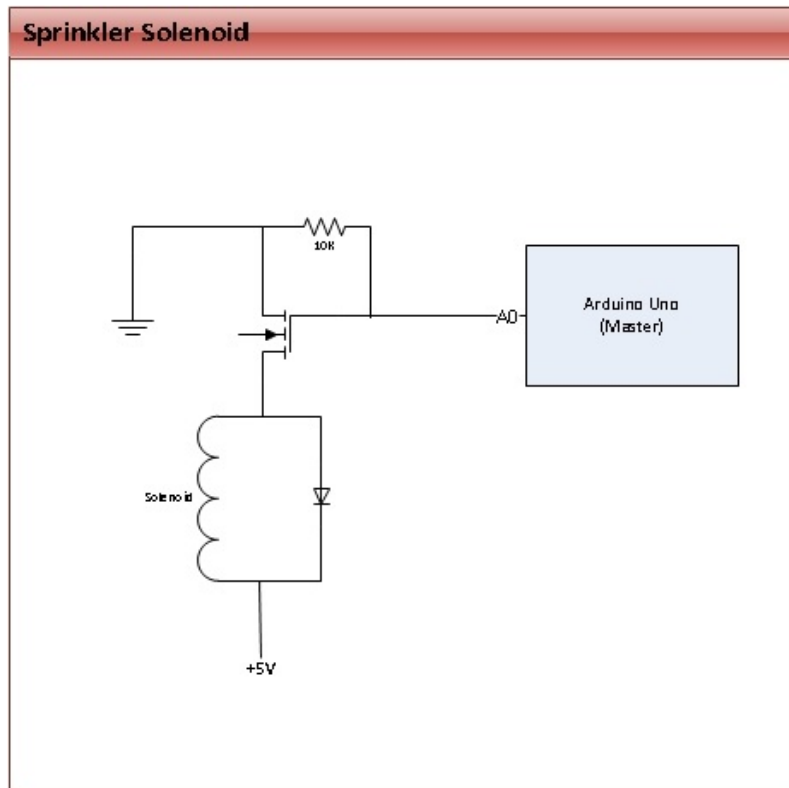 Sprinkler Solenoid
10K
A0
Arduino Uno
(Master)
Solenoid
+5V